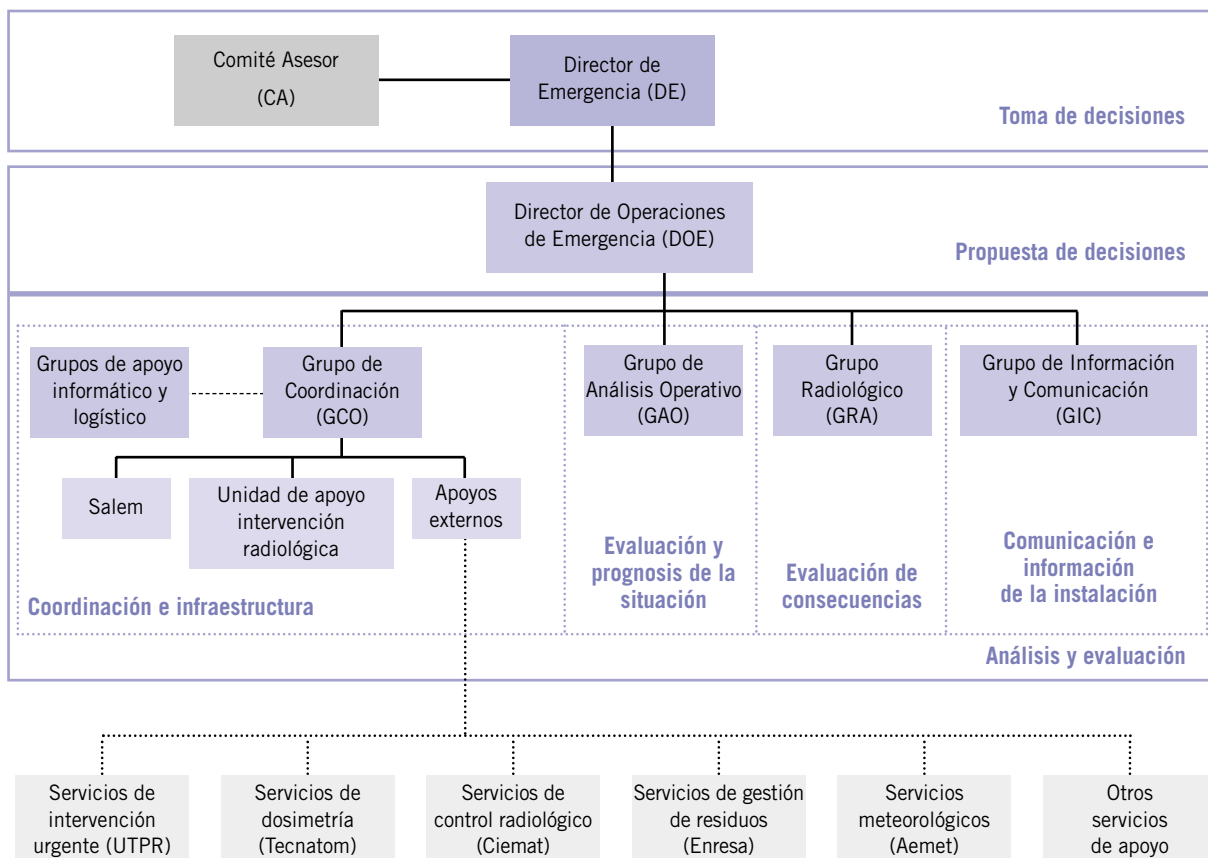 Comité Asesor
(CA)
Director de
Emergencia (DE)
Toma de decisiones
Director de Operaciones
de Emergencia (DOE)
Propuesta de decisiones
Grupos de apoyo
informático y
logístico
Grupo de
Coordinación
(GCO)
Grupo de
Análisis Operativo
(GAO)
Grupo
Radiológico
(GRA)
Grupo de Información
y Comunicación
(GIC)
Salem
Unidad de apoyo
intervención
radiológica
Apoyos
externos
Coordinación e infraestructura
Evaluación y
prognosis de la
situación
Evaluación de
consecuencias
Comunicación e
información
de la instalación
Análisis y evaluación
Servicios de
intervención
urgente (UTPR)
Servicios de
dosimetría
(Tecnatom)
Servicios de
control radiológico
(Ciemat)
Servicios de gestión
de residuos
(Enresa)
Servicios
meteorológicos
(Aemet)
Otros
servicios
de apoyo